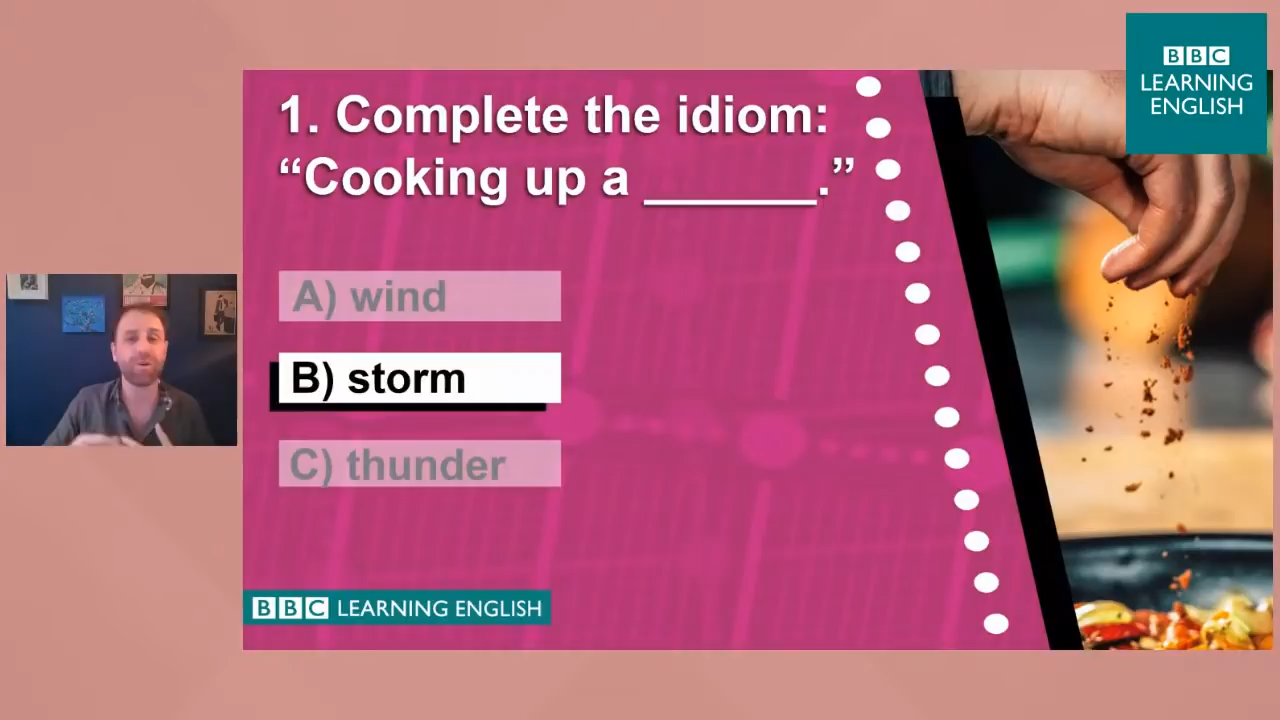 BBC
LEARNING
ENGLISH
1. Complete the idiom:
“Cooking up a _______.”
A) wind
B) storm
C) thunder
BBC LEARNING ENGLISH